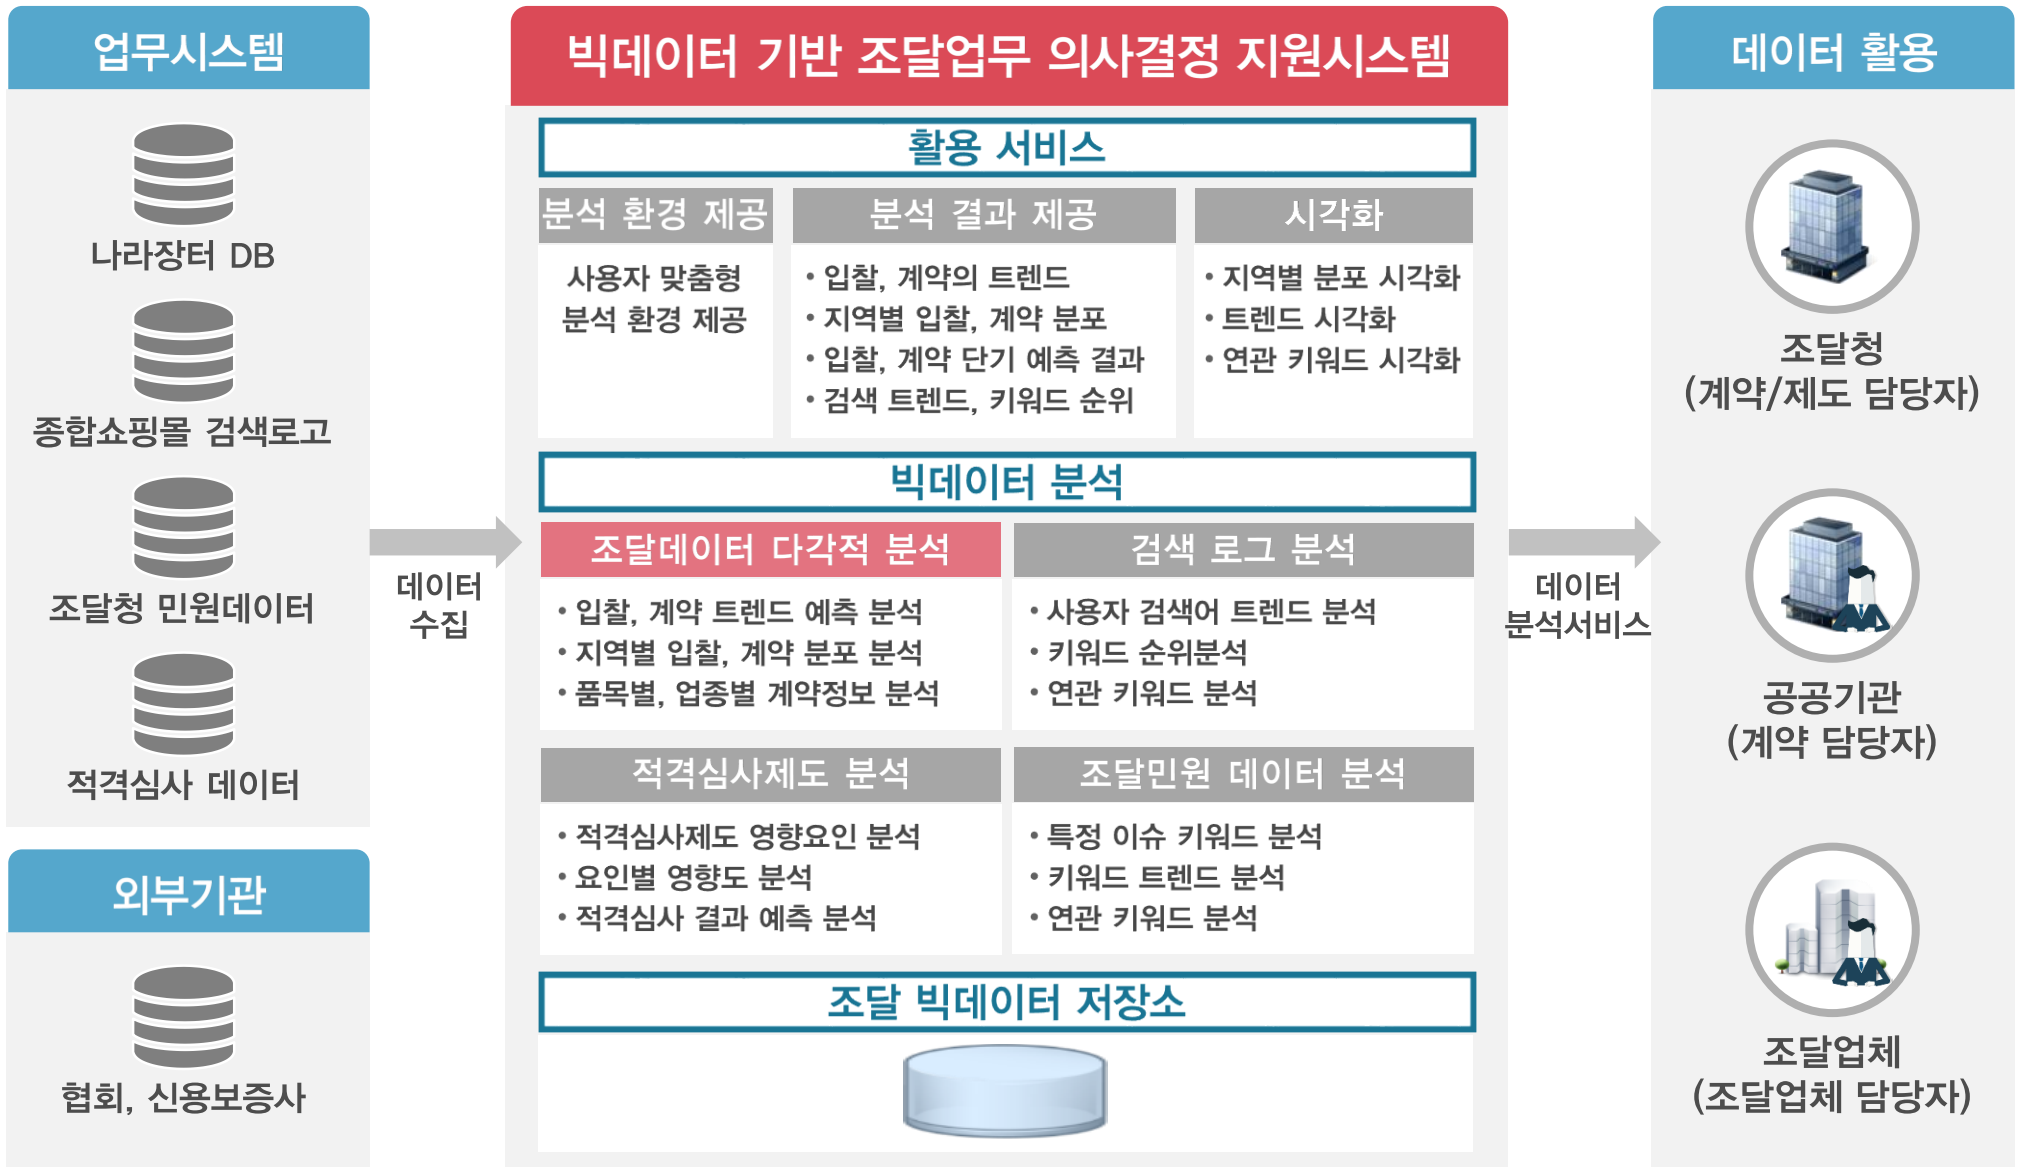 업무시스템
나라장터 DB
종합쇼핑몰 검색로고
조달청 민원데이터
적격심사 데이터
외부기관
협회, 신용보증사
데이터
수집
빅데이터 기반 조달업무 의사결정 지원시스템
활용 서비스
분석 환경 제공
사용자 맞춤형
분석 환경 제공
분석 결과 제공
• 입찰, 계약의 트렌드
• 지역별 입찰, 계약 분포
• 입찰, 계약 단기 예측 결과
• 검색 트렌드, 키워드 순위
시각화
• 지역별 분포 시각화
• 트렌드 시각화
• 연관 키워드 시각화
빅데이터 분석
조달데이터 다각적 분석
• 입찰, 계약 트렌드 예측 분석
• 지역별 입찰, 계약 분포 분석
• 품목별, 업종별 계약정보 분석
검색 로그 분석
• 사용자 검색어 트렌드 분석
• 키워드 순위분석
• 연관 키워드 분석
적격심사제도 분석
• 적격심사제도 영향요인 분석
• 요인별 영향도 분석
• 적격심사 결과 예측 분석
조달민원 데이터 분석
• 특정 이슈 키워드 분석
• 키워드 트렌드 분석
• 연관 키워드 분석
조달 빅데이터 저장소
데이터
분석서비스
데이터 활용
조달청
(계약/제도 담당자)
공공기관
(계약 담당자)
조달업체
(조달업체 담당자)